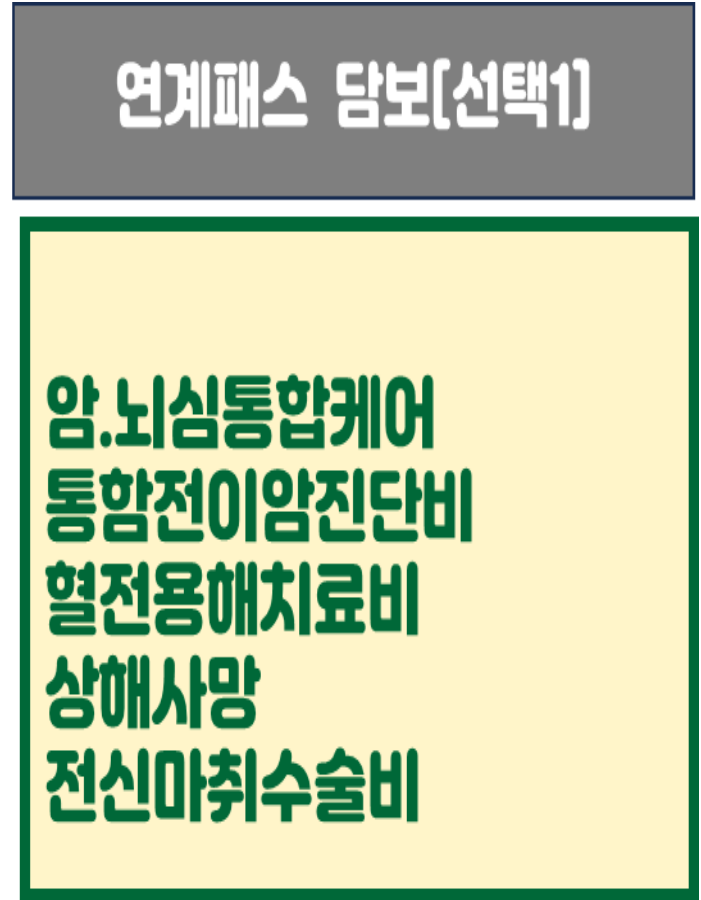 연계패스 담보[선택1]
암.뇌심통합케어
통함전이암진단비
혈전용해치료비
상해사망
전신마취수술비